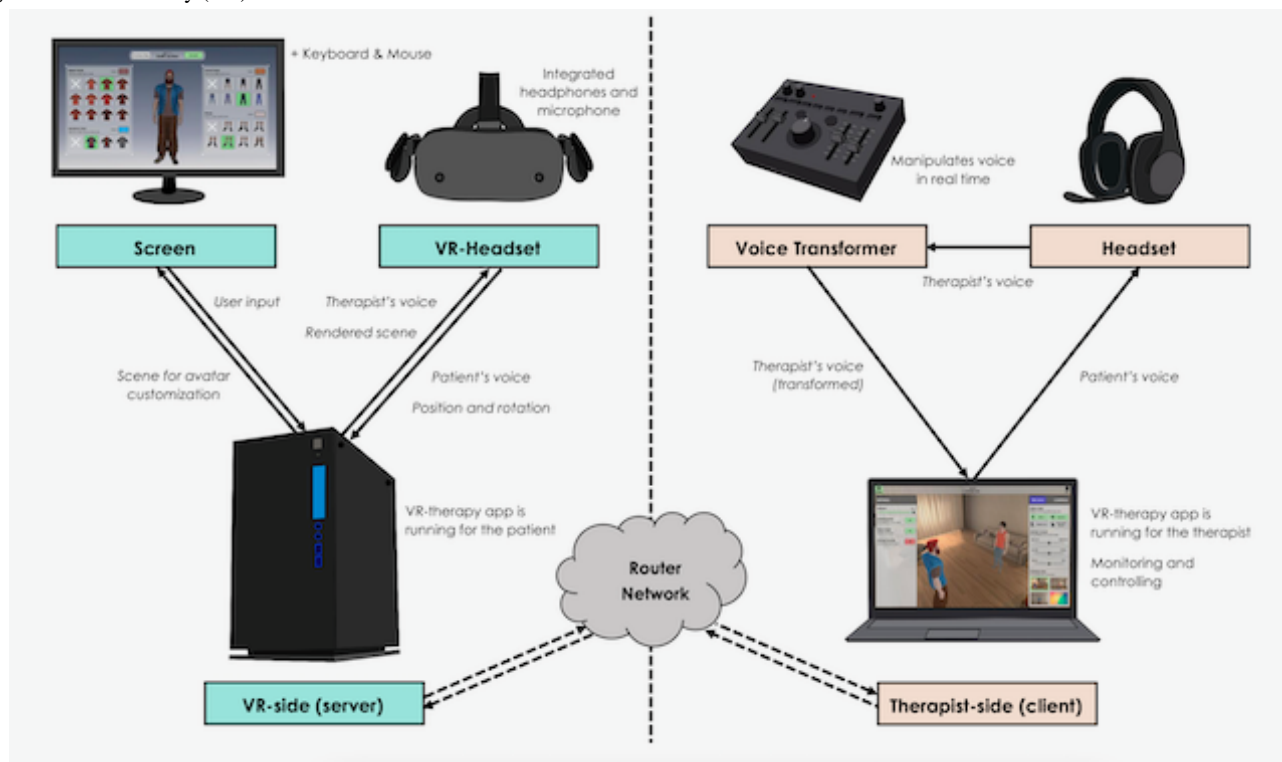 + Keyboard & Mouse
Integrated
headphones and
microphone
Manipulates voice
in real time
Screen
VR-Headset
Voice Transformer
Headset
Therapist's voice
User input
Therapist's voice
Rendered scene
Scene for avatar
customization
Patient's voice
Position and rotation
Therapist's voice
(transformed)
Patient's voice
VR-therapy app is
running for the patient
VR-therapy app is
running for the therapist
Monitoring and
controlling
Router
Network
VR-side (server)
Therapist-side (client)